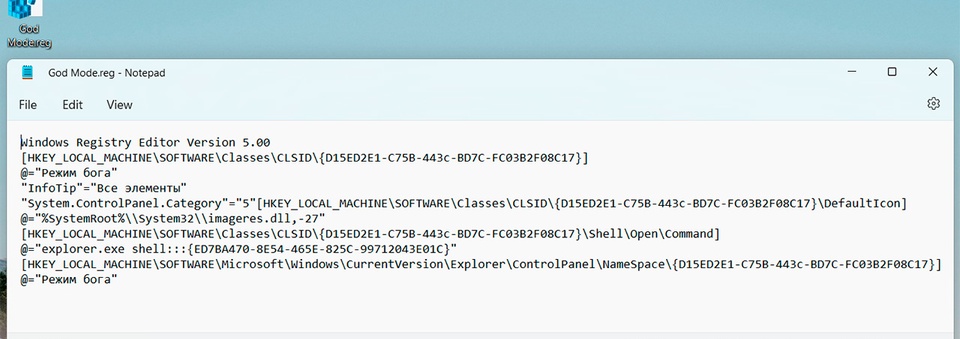 God
Mode.reg
God Mode.reg - Notepad
File Edit View
Windows Registry Editor Version 5.00
[HKEY_LOCAL_MACHINE\SOFTWARE\Classes\CLSID\{D15ED2E1-C75B-443c-BD7C-FC03B2F08C17}]
@="Режим бога"
"InfoTip"="Все элементы"
"System.ControlPanel.Category"="5"[HKEY_LOCAL_MACHINE\SOFTWARE\Classes\CLSID\{D15ED2E1-C75B-443c-BD7C-FC03B2F08C17}\DefaultIcon]
@="%SystemRoot%\\System32\\imageres.dll,-27"
[HKEY_LOCAL_MACHINE\SOFTWARE\Classes\CLSID\{D15ED2E1-C75B-443c-BD7C-FC03B2F08C17}\Shell\Open\Command]
@="explorer.exe shell:::{ED7BA470-8E54-465E-825C-99712043E01C}"
[HKEY_LOCAL_MACHINE\SOFTWARE\Microsoft\Windows\CurrentVersion\Explorer\ControlPanel\NameSpace\{D15ED2E1-C75B-443c-BD7C-FC03B2F08C17}]
@="Режим бога"